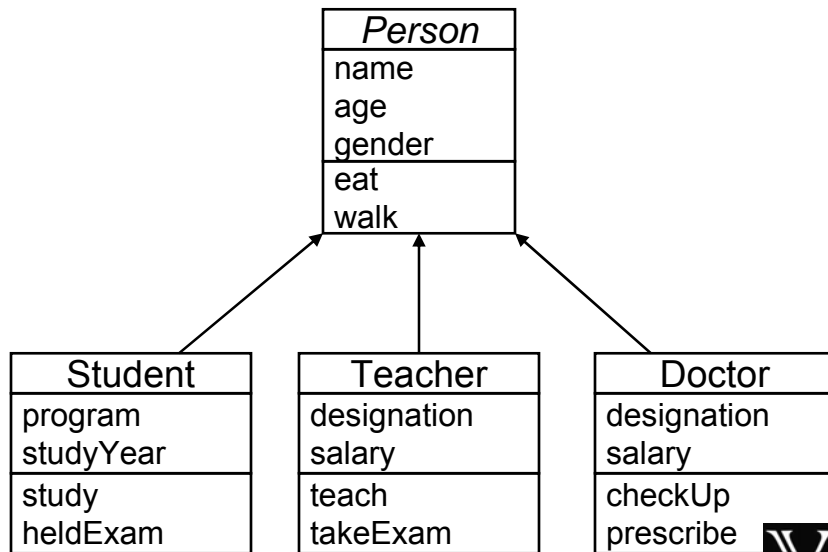 Person
name
age
gender
eat
walk
Student
program
studyYear
study
heldExam
Teacher
designation
salary
teach
takeExam
Doctor
designation
salary
checkUp
prescribe